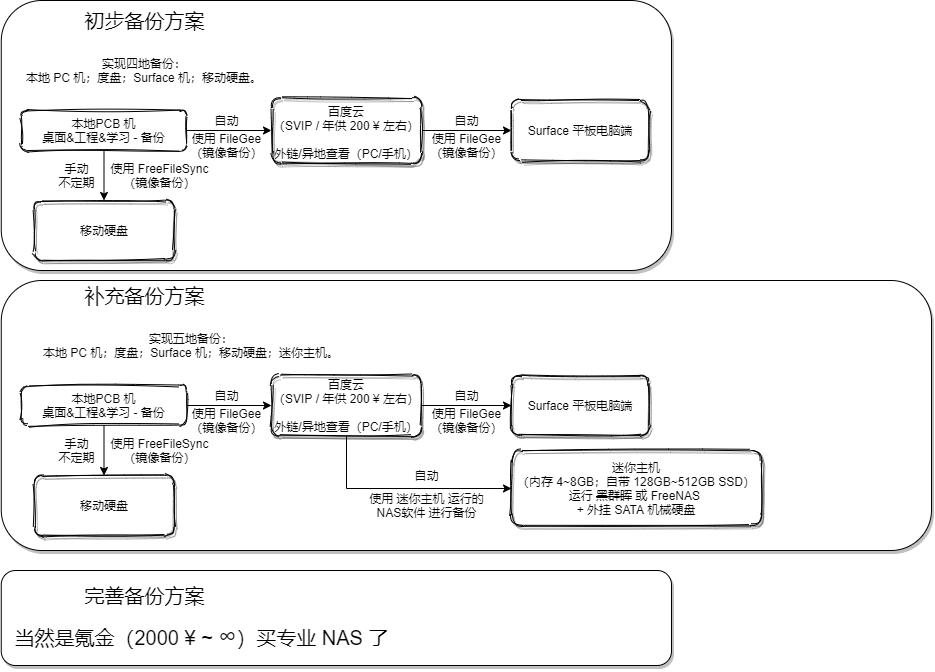 初步备份方案
实现四地备份：
本地 PC 机；度盘；Surface 机；移动硬盘。
本地PCB 机
桌面&工程&学习 - 备份
自动
使用 FileGee
（镜像备份）
百度云
（SVIP / 年供 200 ¥ 左右）
外链/异地查看（PC/手机）
自动
使用 FileGee
（镜像备份）
Surface 平板电脑端
手动
不定期
使用 FreeFileSync
（镜像备份）
移动硬盘
补充备份方案
实现五地备份：
本地 PC 机；度盘；Surface 机；移动硬盘；迷你主机。
本地PCB 机
桌面&工程&学习 - 备份
自动
使用 FileGee
（镜像备份）
百度云
（SVIP / 年供 200 ¥ 左右）
外链/异地查看（PC/手机）
自动
使用 FileGee
（镜像备份）
Surface 平板电脑端
手动
不定期
使用 FreeFileSync
（镜像备份）
移动硬盘
自动
使用 迷你主机 运行的
NAS软件 进行备份
迷你主机
（内存 4~8GB；自带 128GB~512GB SSD）
运行 黑群晖 或 FreeNAS
+ 外挂 SATA 机械硬盘
完善备份方案
当然是氪金（2000 ¥ ~ ∞）买专业 NAS 了